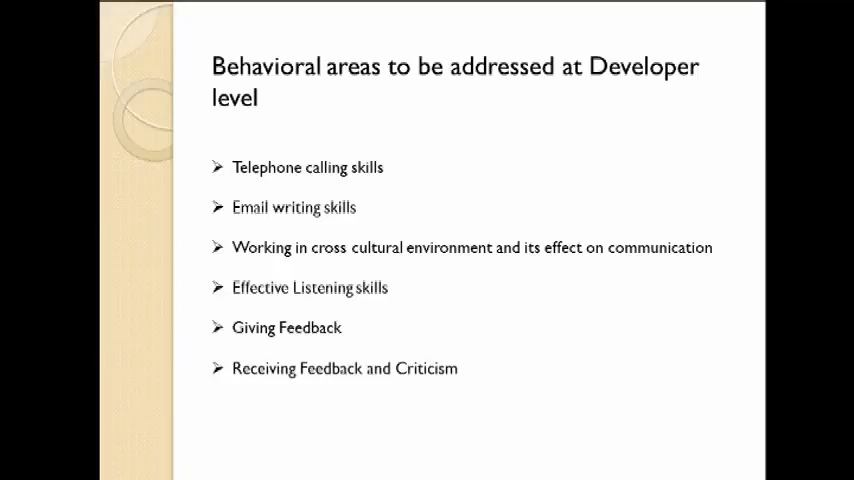 Behavioral areas to be addressed at Developer
level
➢ Telephone calling skills
➢ Email writing skills
➢ Working in cross cultural environment and its effect on communication
➢ Effective Listening skills
➢ Giving Feedback
➢ Receiving Feedback and Criticism